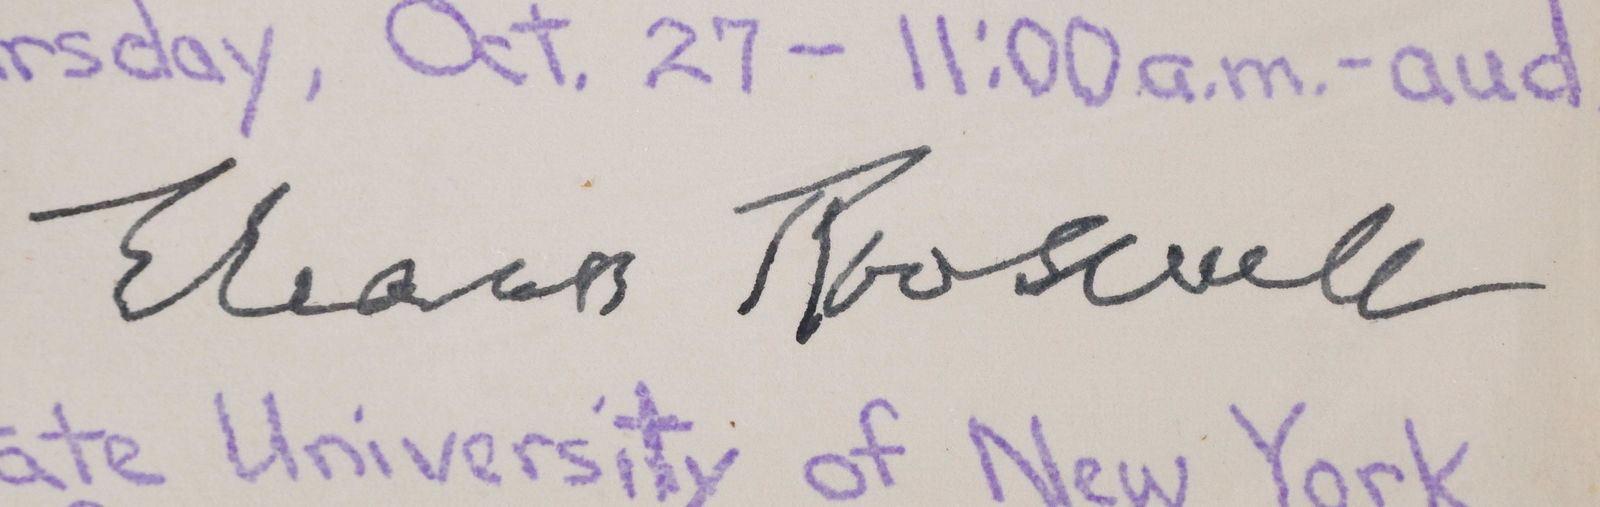 rsday, Oct. 27 - 11:00 a.m. - aud.
Eleanor Roosevelt
ate University of New York